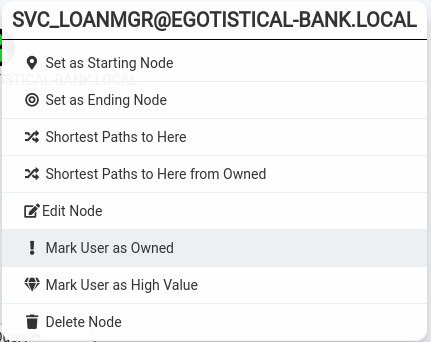 SVC_LOANMGR@EGOTISTICAL-BANK.LOCAL
Set as Starting Node
Set as Ending Node
Shortest Paths to Here
Shortest Paths to Here from Owned
Edit Node
Mark User as Owned
Mark User as High Value
Delete Node